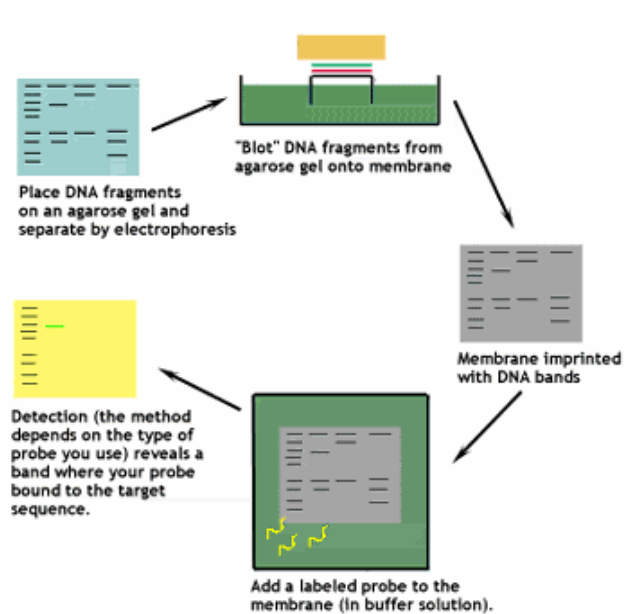 Place DNA fragments
on an agarose gel and
separate by electrophoresis
"Blot" DNA fragments from
agarose gel onto membrane
Membrane imprinted
with DNA bands
Add a labeled probe to the
membrane (in buffer solution).
Detection (the method
depends on the type of
probe you use) reveals a
band where your probe
bound to the target
sequence.